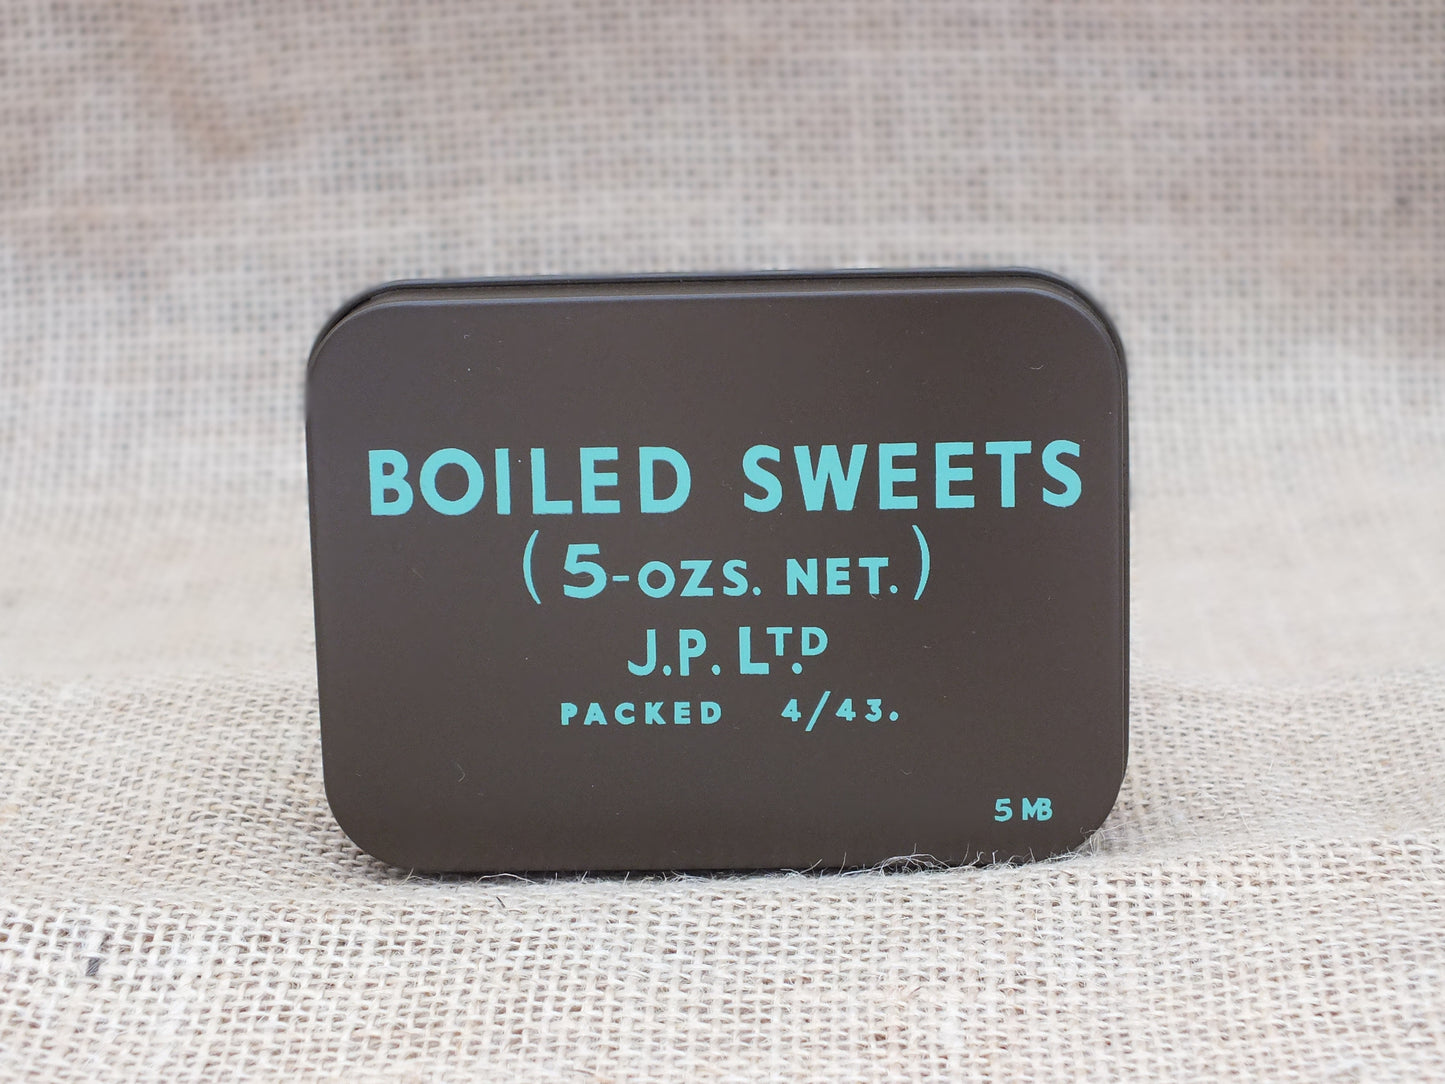 BOILED SWEETS
(5-OZS. NET.)
J.P. LTD.
PACKED 4/43.
5 MB